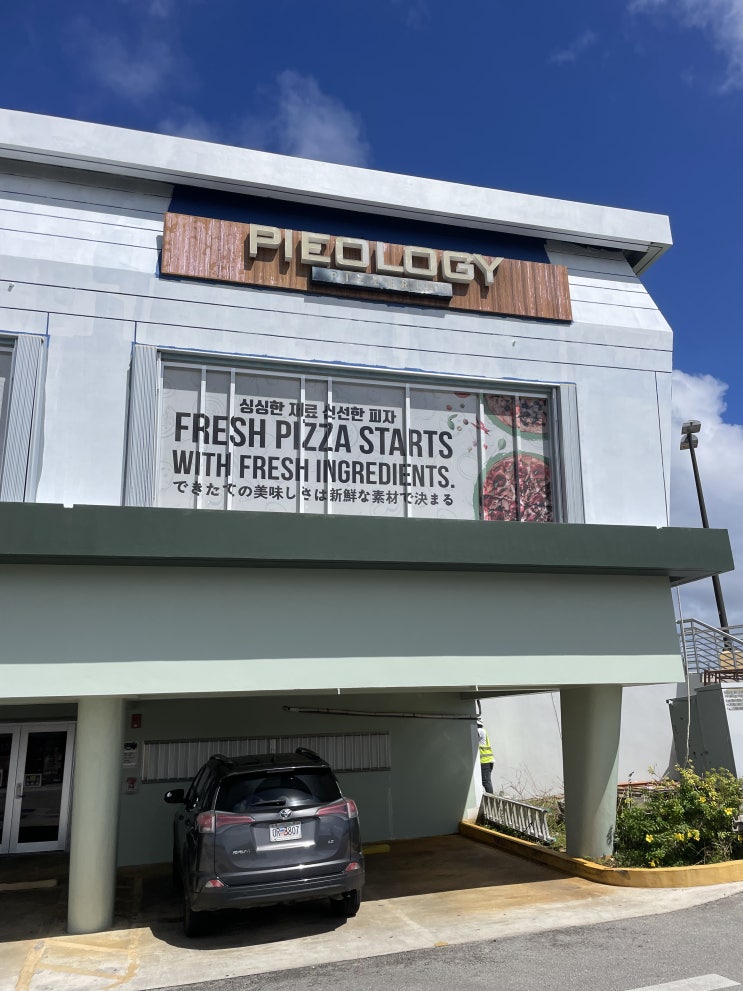 PIEOLOGY
PIZZERIA
싱싱한 재료 신선한 피자
FRESH PIZZA STARTS
WITH FRESH INGREDIENTS.
できたての美味しさは新鮮な素材で決まる